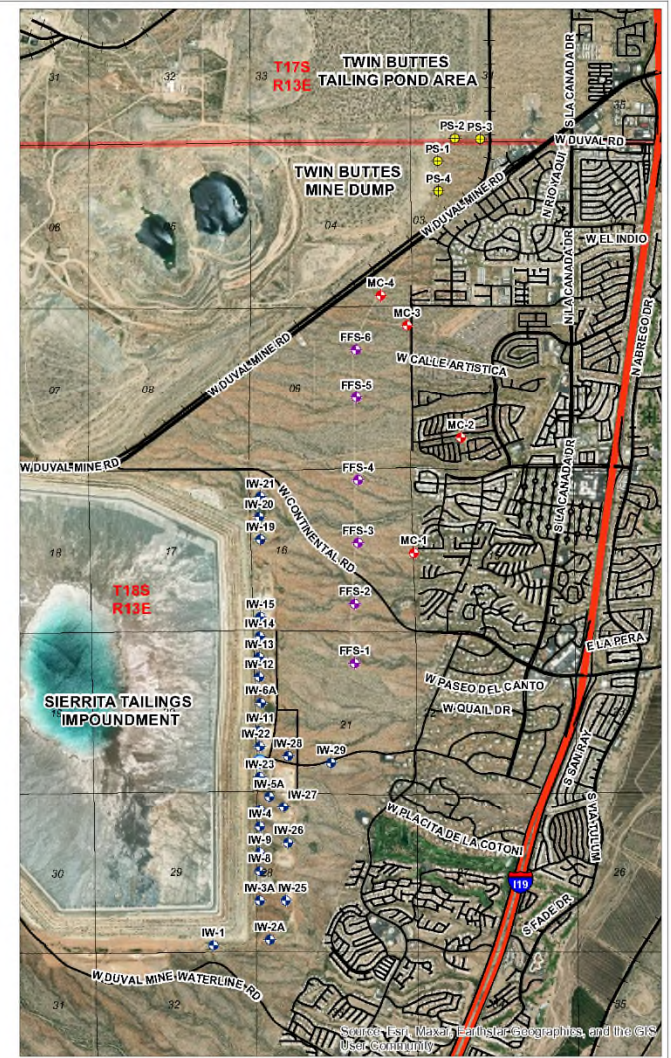 31
32
33
T17S
R13E
TWIN BUTTES
TAILING POND AREA
S LA CANADA DR
35
PS-2
PS-3
W DUVAL RD
PS-1
TWIN BUTTES
MINE DUMP
PS-4
N RIO YAQUI
06
05
04
03
W DUVAL MINE RD
N LA CANADA DR
W EL INDIO
MC-4
MC-3
N ABREGO DR
FFS-6
W CALLE ARTISTICA
W DUVAL MINE RD
07
08
09
FFS-5
MC-2
S LA CANADA DR
W DUVAL MINE RD
FFS-4
IW-21
W CONTINENTAL RD
IW-20
IW-19
FFS-3
MC-1
18
17
16
T18S
R13E
IW-15
FFS-2
IW-14
IW-13
E LA PERA
IW-12
FFS-1
W PASEO DEL CANTO
SIERRITA TAILINGS
IMPOUNDMENT
IW-6A
W QUAIL DR
IW-11
21
22
IW-22
IW-28
IW-29
S SAN RAY
IW-23
IW-5A
IW-27
S VIA TULUM
IW-4
W PLACITA DE LA COTONI
IW-9
IW-26
IW-8
30
29
28
27
26
I19
IW-3A
IW-25
S FADE DR
IW-1
IW-2A
W DUVAL MINE WATERLINE RD
31
32
34
35
Source: Esri, Maxar, Earthstar Geographics, and the GIS
User Community